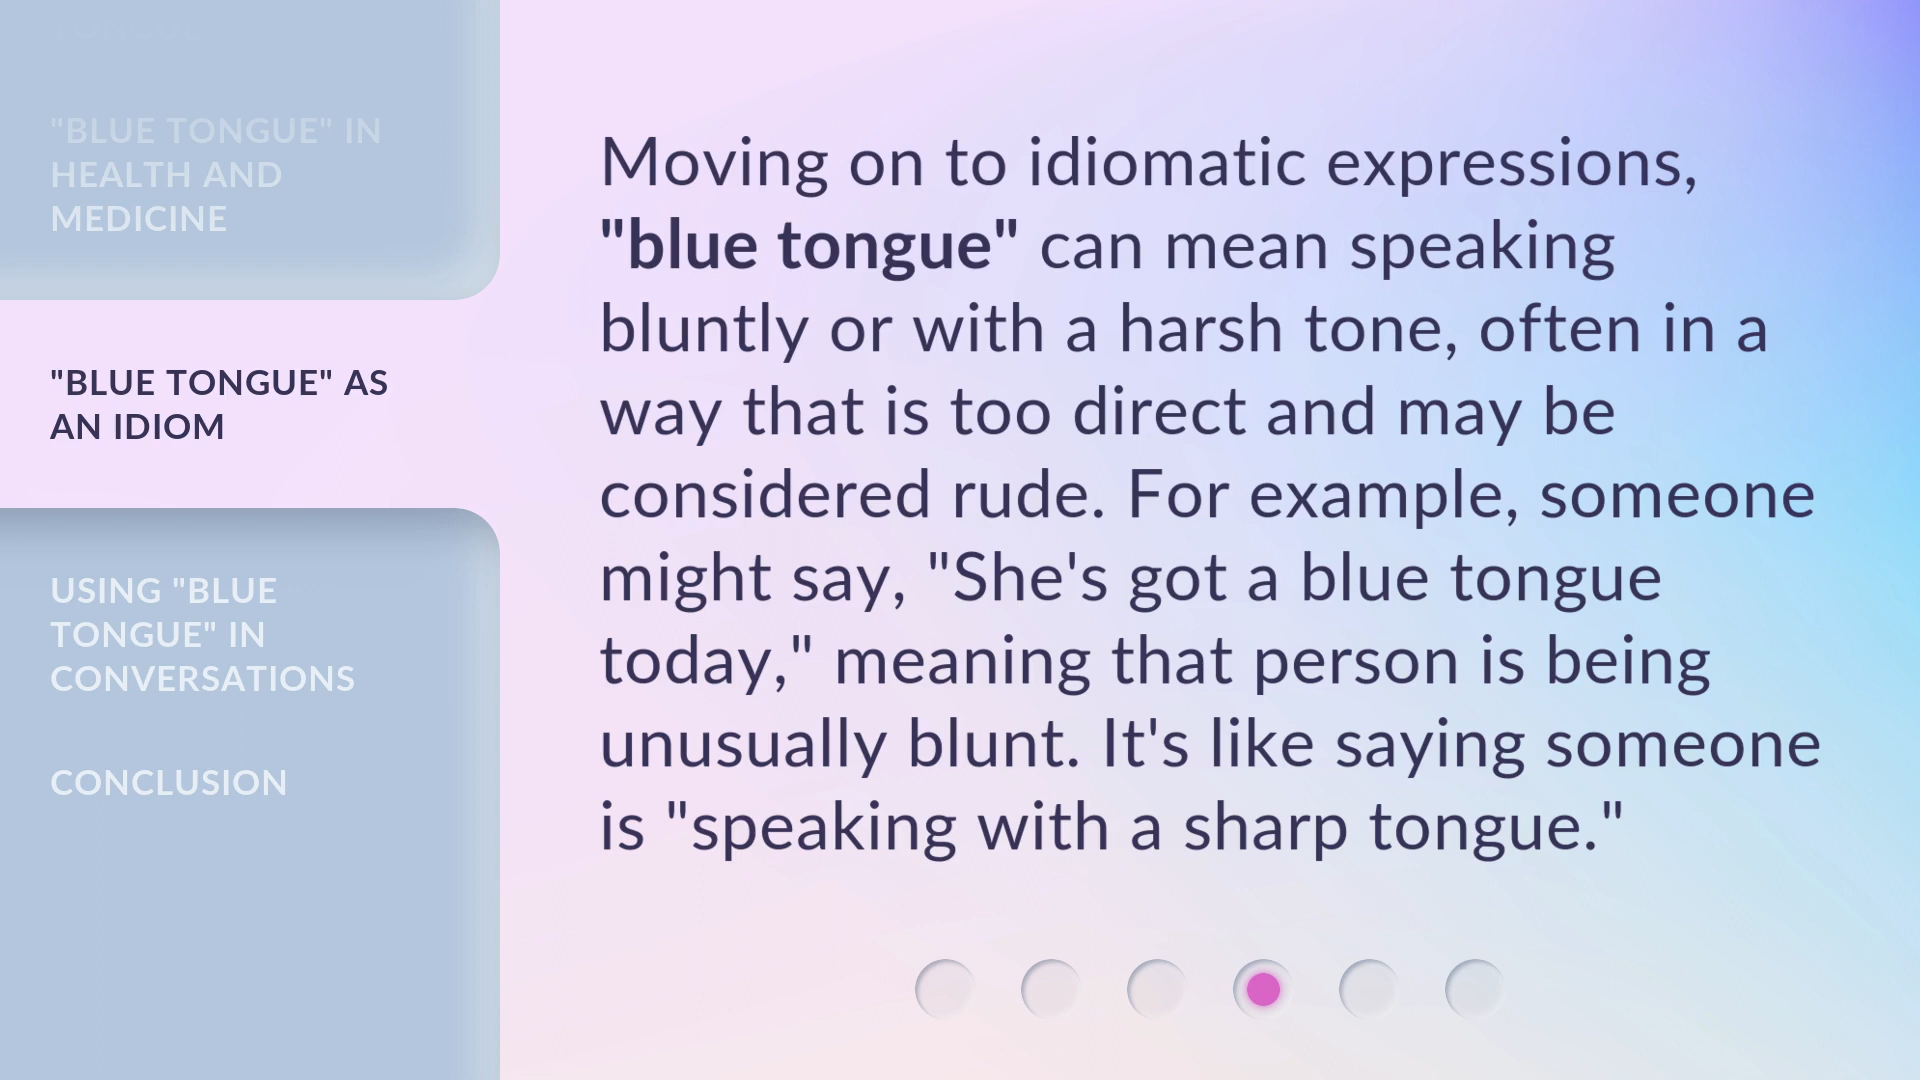 "BLUE TONGUE" IN
HEALTH AND
MEDICINE
"BLUE TONGUE" AS
AN IDIOM
USING "BLUE
TONGUE" IN
CONVERSATIONS
CONCLUSION
Moving on to idiomatic expressions,
"blue tongue" can mean speaking
bluntly or with a harsh tone, often in a
way that is too direct and may be
considered rude. For example, someone
might say, "She's got a blue tongue
today," meaning that person is being
unusually blunt. It's like saying someone
is "speaking with a sharp tongue."